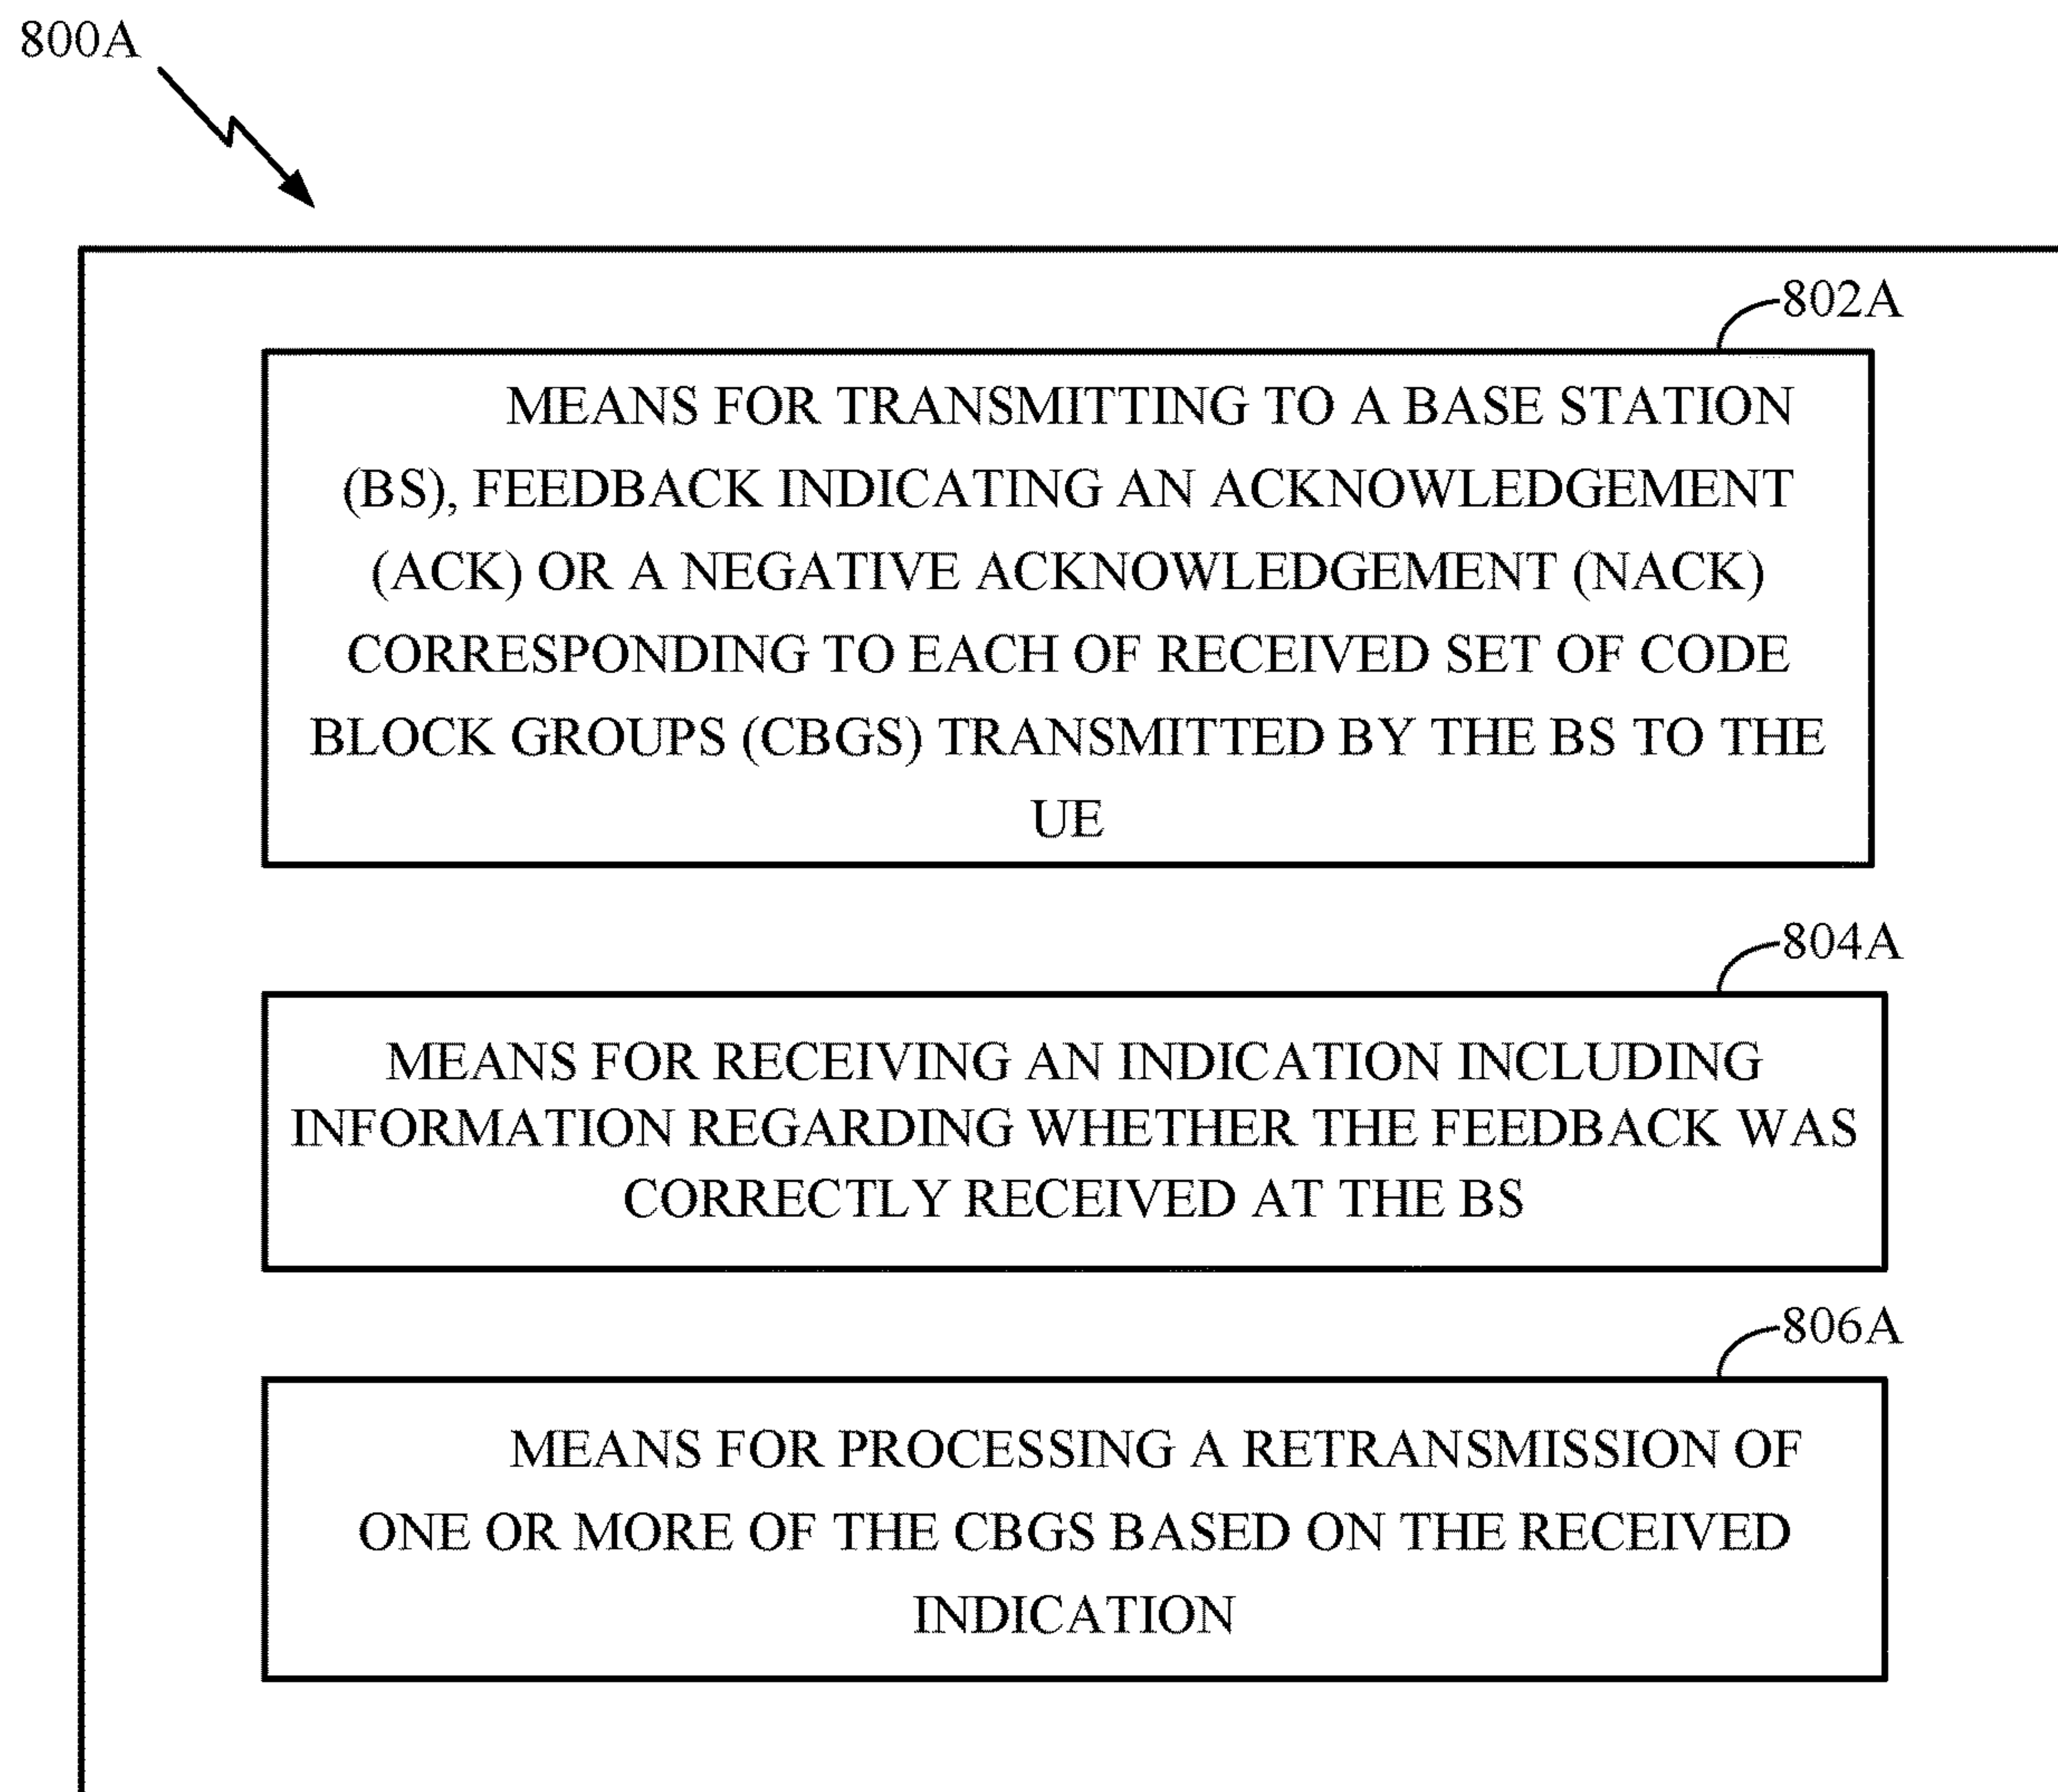 800A
802A
MEANS FOR TRANSMITTING TO A BASE STATION
(BS), FEEDBACK INDICATING AN ACKNOWLEDGEMENT
(ACK) OR A NEGATIVE ACKNOWLEDGEMENT (NACK)
CORRESPONDING TO EACH OF RECEIVED SET OF CODE
BLOCK GROUPS (CBGS) TRANSMITTED BY THE BS TO THE
UE
804A
MEANS FOR RECEIVING AN INDICATION INCLUDING
INFORMATION REGARDING WHETHER THE FEEDBACK WAS
CORRECTLY RECEIVED AT THE BS
806A
MEANS FOR PROCESSING A RETRANSMISSION OF
ONE OR MORE OF THE CBGS BASED ON THE RECEIVED
INDICATION